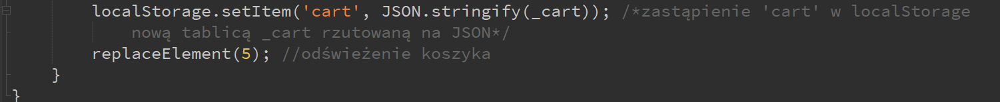 localStorage.setItem('cart', JSON.stringify(_cart)); /*zastąpienie 'cart' w localStorage
nową tablicą _cart rzutowaną na JSON*/
replaceElement(5); //odświeżenie koszyka
}
}